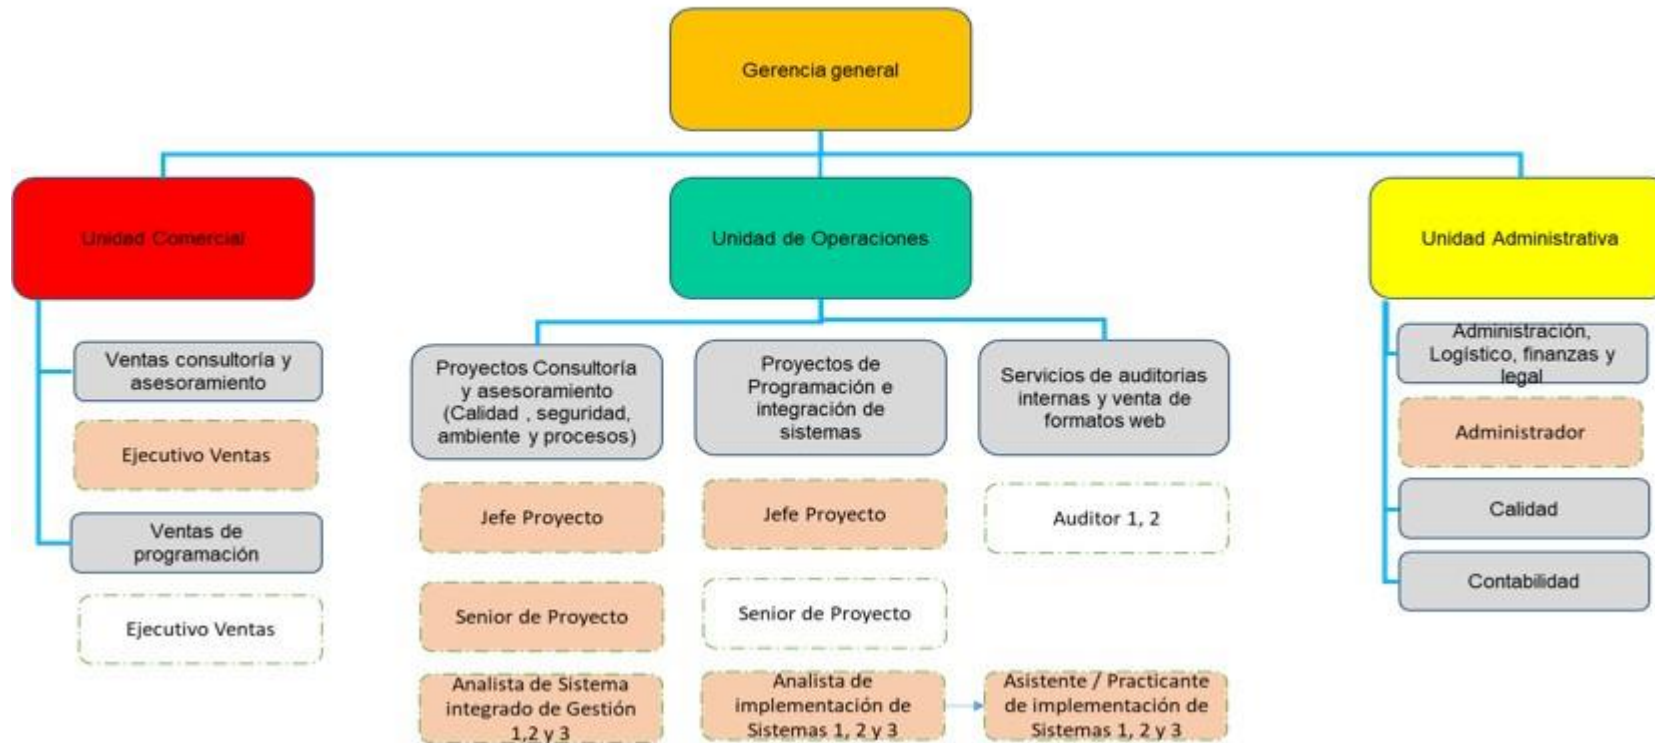 Gerencia general
Unidad Comercial
Unidad de Operaciones
Unidad Administrativa
Ventas consultoría y
asesoramiento
Ejecutivo Ventas
Ventas de
programación
Ejecutivo Ventas
Proyectos Consultoría
y asesoramiento
(Calidad , seguridad,
ambiente y procesos)
Jefe Proyecto
Senior de Proyecto
Analista de Sistema
integrado de Gestión
1,2 y 3
Proyectos de
Programación e
integración de
sistemas
Jefe Proyecto
Senior de Proyecto
Analista de
implementación de
Sistemas 1, 2 y 3
Servicios de auditorias
internas y venta de
formatos web
Auditor 1, 2
Asistente / Practicante
de implementación de
Sistemas 1, 2 y 3
Administración,
Logístico, finanzas y
legal
Administrador
Calidad
Contabilidad